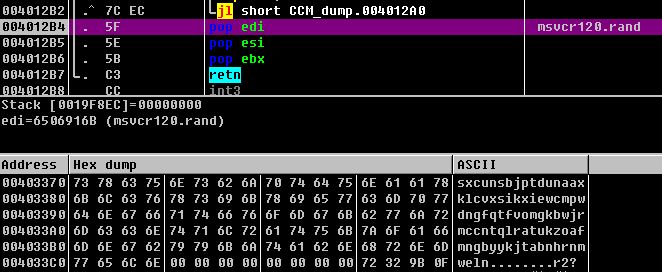 004012B2 .^ 7C EC jl short CCM_dump.004012A0
004012B4 . 5F pop edi msvcr120.rand
004012B5 . 5E pop esi
004012B6 . 5B pop ebx
004012B7 . C3 retn
004012B8 CC int3
Stack [0019F8EC]=00000000
edi=6506916B (msvcr120.rand)
Address Hex dump ASCII
00403370 73 78 63 75 6E 73 62 6A 70 74 64 75 6E 61 61 78 sxcunsbjptdunaax
00403380 6B 6C 63 76 78 73 69 6B 78 69 65 77 63 6D 70 77 klcvxsikxiewcmpw
00403390 64 6E 67 66 71 74 66 76 6F 6D 67 6B 62 77 6A 72 dngfqtfvomgkbwjr
004033A0 6D 63 63 6E 74 71 6C 72 61 74 75 6B 7A 6F 61 66 mccntqlratukzoaf
004033B0 6D 6E 67 62 79 79 6B 6A 74 61 62 6E 68 72 6E 6D mngbyykjtabnhrnm
004033C0 77 65 6C 6E 00 00 00 00 00 00 00 00 72 32 9B 0F weln........r2?